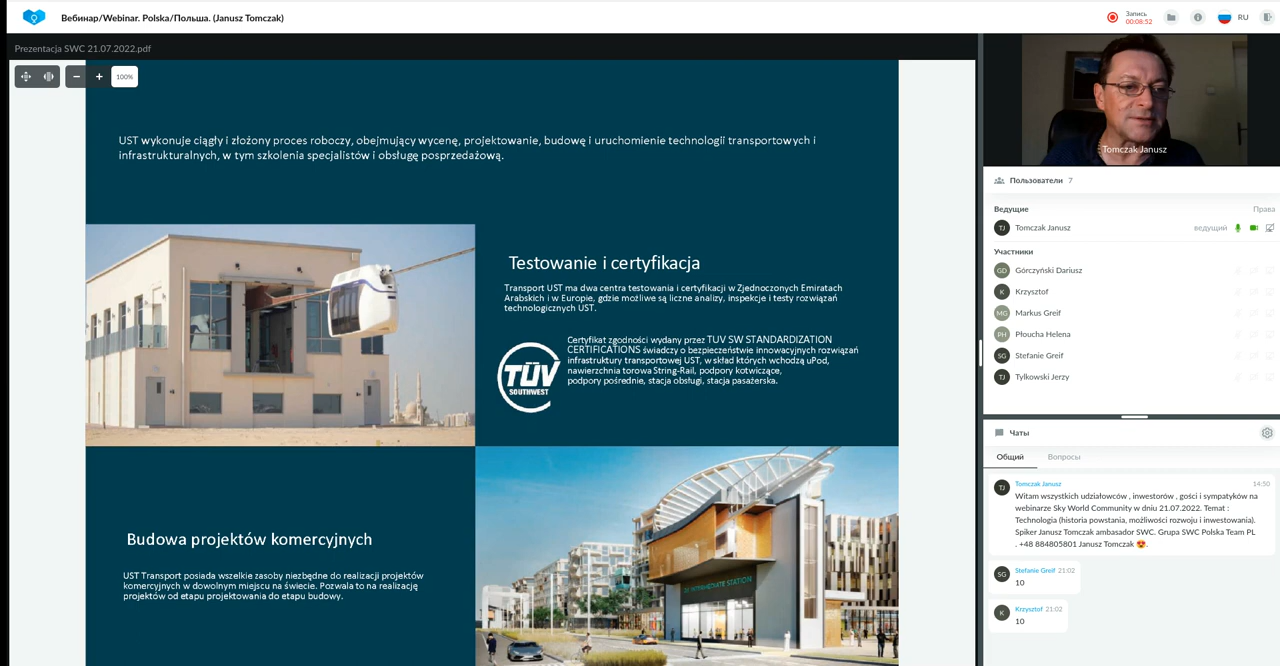 Вебинар/Webinar. Polska/Польша. (Janusz Tomczak)
Запись
00:08:52
RU
Prezentacja SWC 21.07.2022.pdf
100%
UST wykonuje ciągły i złożony proces roboczy, obejmujący wycenę, projektowanie, budowę i uruchomienie technologii transportowych i
infrastrukturalnych, w tym szkolenia specjalistów i obsługę posprzedażową.
Testowanie i certyfikacja
Transport UST ma dwa centra testowania i certyfikacji w Zjednoczonych Emiratach
Arabskich i w Europie, gdzie możliwe są liczne analizy, inspekcje i testy rozwiązań
technologicznych UST.
TÜV
SOUTHWEST
Certyfikat zgodności wydany przez TUV SW STANDARDIZATION
CERTIFICATIONS świadczy o bezpieczeństwie innowacyjnych rozwiązań
infrastruktury transportowej UST, w skład których wchodzą uPod,
nawierzchnia torowa String-Rail, podpory kotwiczące,
podpory pośrednie, stacja obsługi, stacja pasażerska.
Budowa projektów komercyjnych
UST Transport posiada wszelkie zasoby niezbędne do realizacji projektów
komercyjnych w dowolnym miejscu na świecie. Pozwala to na realizację
projektów od etapu projektowania do etapu budowy.
INTERMEDIATE STATION
Tomczak Janusz
Пользователи 7
Ведущие Права
TJ Tomczak Janusz ведущий
Участники
GD Górczyński Dariusz
K Krzysztof
MG Markus Greif
PH Płoucha Helena
SG Stefanie Greif
TJ Tylkowski Jerzy
Чаты
Общий Вопросы
TJ Tomczak Janusz 14:50
Witam wszystkich udziałowców , inwestorów , gości i sympatyków na
webinarze Sky World Community w dniu 21.07.2022. Temat :
Technologia (historia powstania, możliwości rozwoju i inwestowania).
Spiker Janusz Tomczak ambasador SWC. Grupa SWC Polska Team PL
. +48 884805801 Janusz Tomczak 😍.
SG Stefanie Greif 21:02
10
K Krzysztof 21:02
10